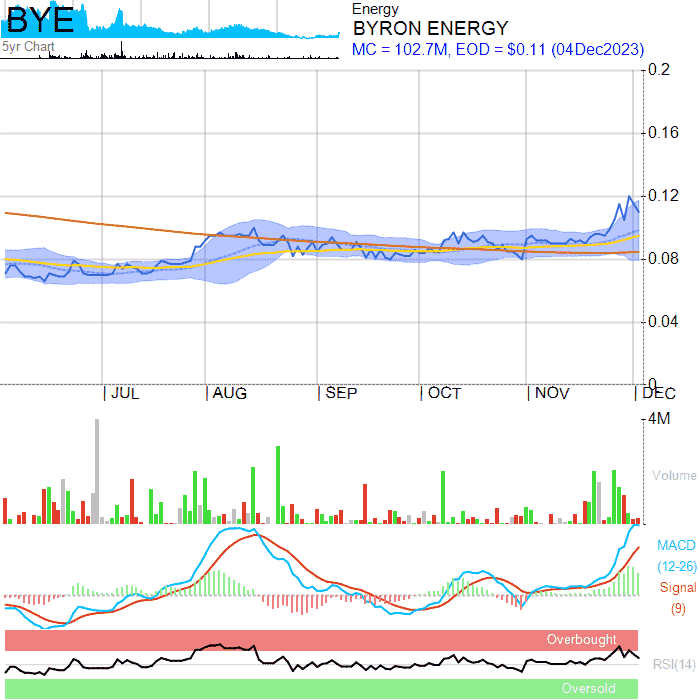 BYE
5yr Chart
Energy
BYRON ENERGY
MC = 102.7M, EOD = $0.11 (04Dec2023)
0.2
0.16
0.12
0.08
0.04
0
JUL AUG SEP OCT NOV DEC
4M
Volume
MACD
(12-26)
Signal
(9)
Overbought
RSI(14)
Oversold